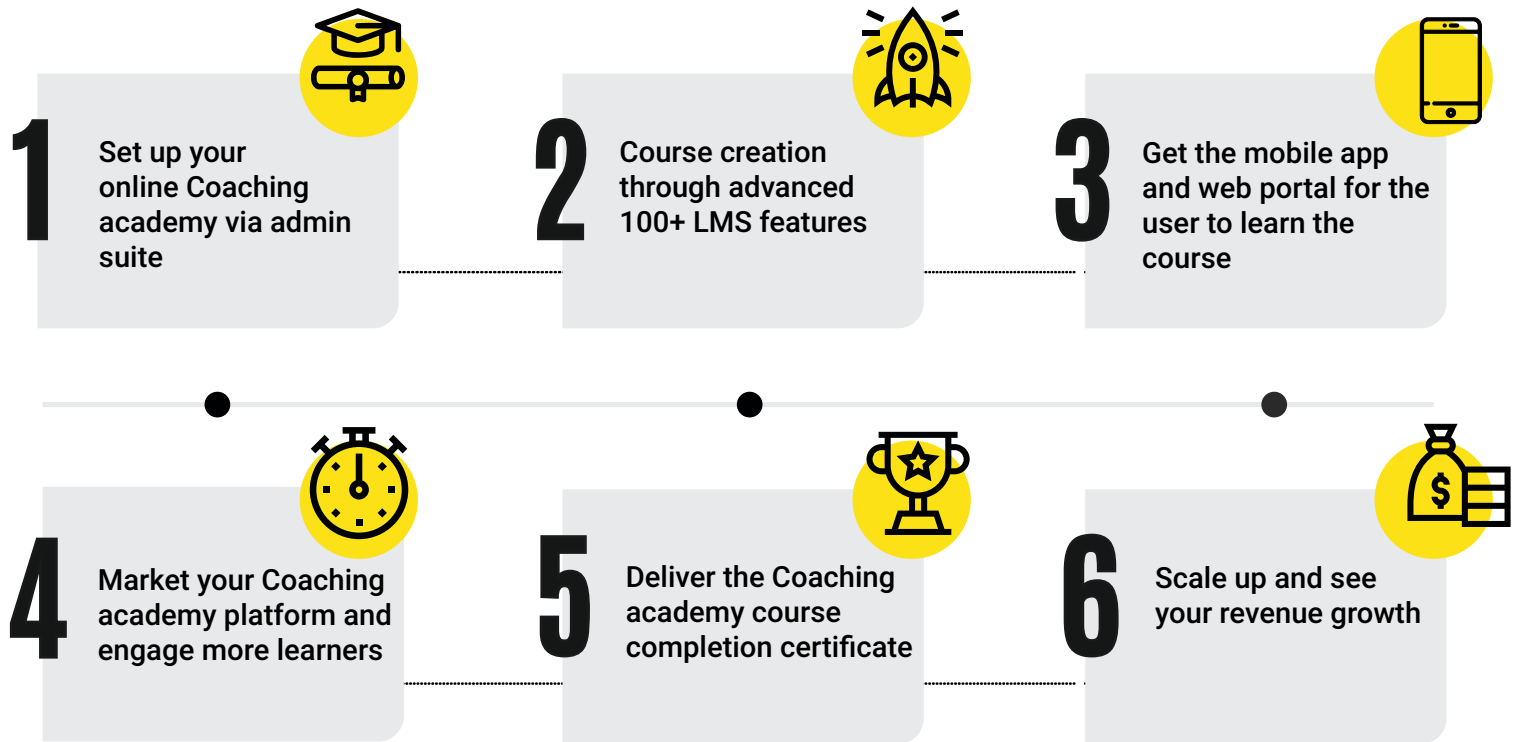 1
Set up your
online Coaching
academy via admin
suite
2
Course creation
through advanced
100+ LMS features
3
Get the mobile app
and web portal for the
user to learn the
course
4
Market your Coaching
academy platform and
engage more learners
5
Deliver the Coaching
academy course
completion certificate
6
$
Scale up and see
your revenue growth